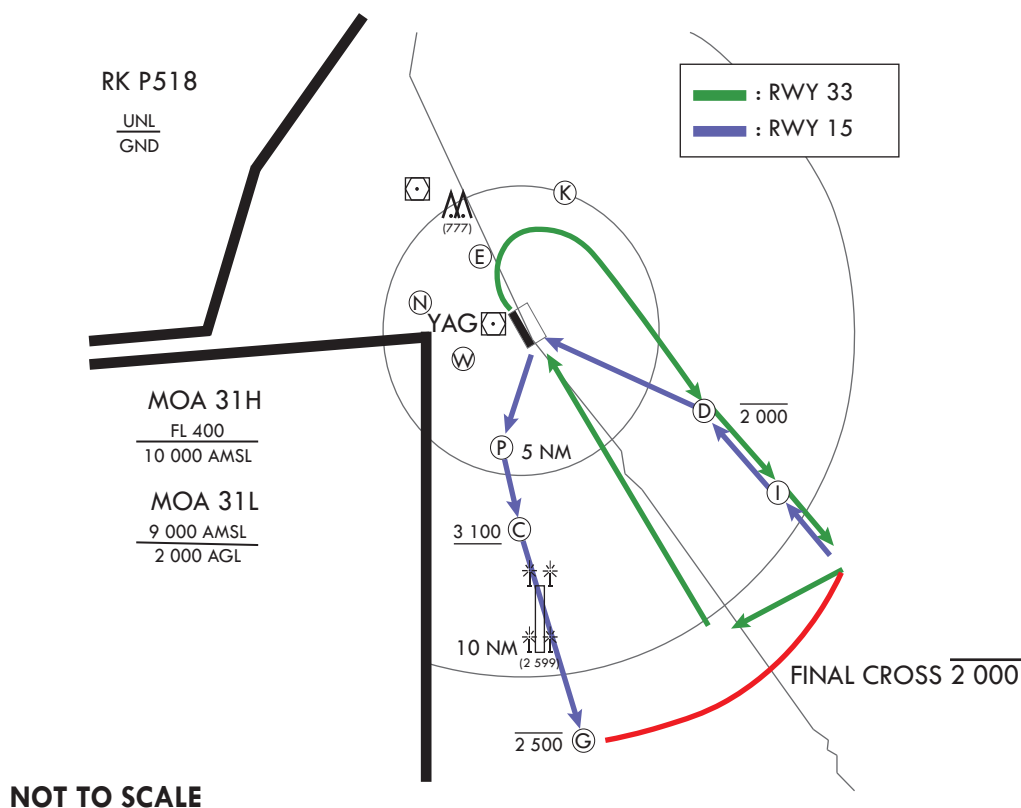 RK P518
UNL
GND
: RWY 33
: RWY 15
K
(777)
E
N
YAG
W
MOA 31H
FL 400
10 000 AMSL
MOA 31L
9 000 AMSL
2 000 AGL
D
2 000
P
5 NM
I
3 100
C
10 NM
(2 599)
FINAL CROSS 2 000
2 500
G
NOT TO SCALE